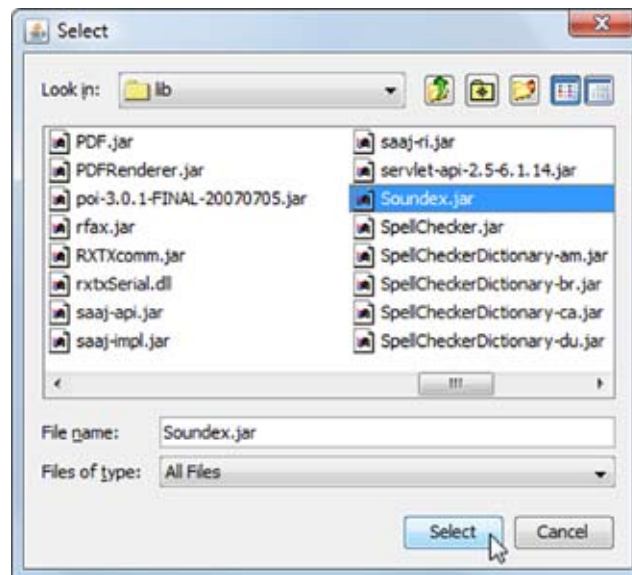 Select
Look in: lib
PDF.jar
PDFRenderer.jar
poi-3.0.1-FINAL-20070705.jar
rfax.jar
RXTXcomm.jar
rxtxSerial.dll
saaj-api.jar
saaj-impl.jar
saaj-ri.jar
servlet-api-2.5-6.1.14.jar
Soundex.jar
SpellChecker.jar
SpellCheckerDictionary-am.jar
SpellCheckerDictionary-br.jar
SpellCheckerDictionary-ca.jar
SpellCheckerDictionary-du.jar
File name: Soundex.jar
Files of type: All Files
Select Cancel